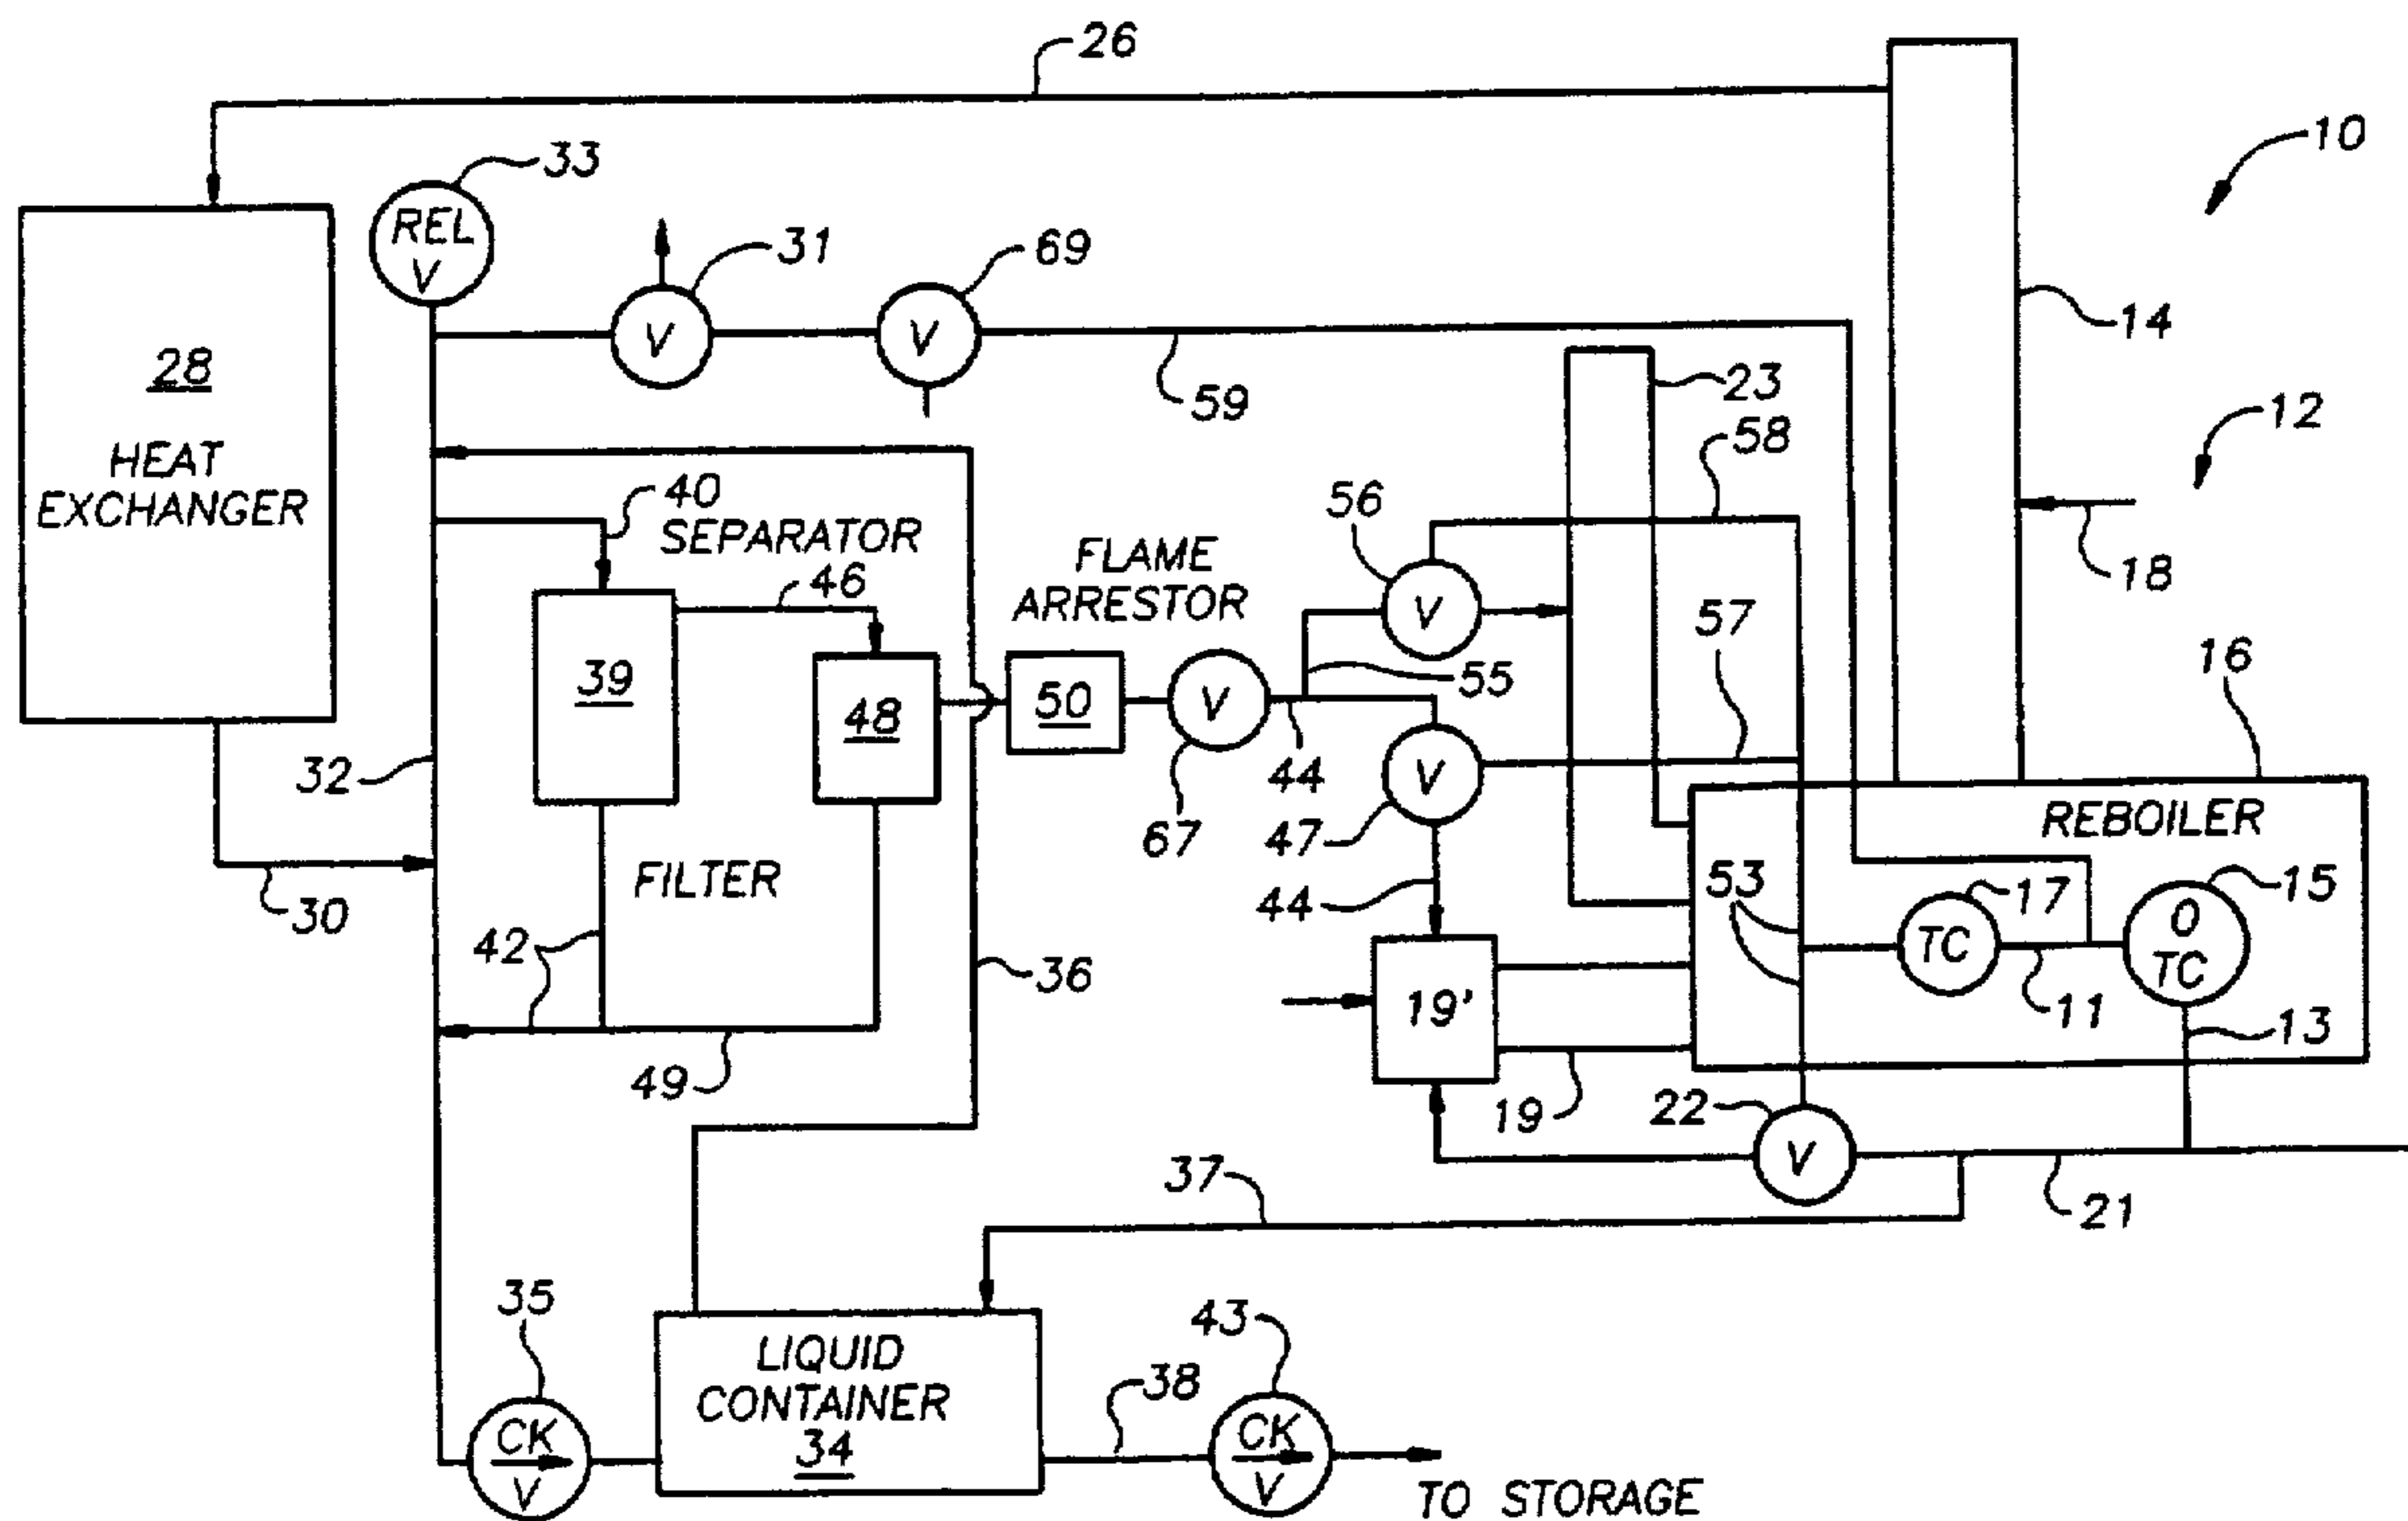 26
10
33
REL
V
31
69
V
V
14
28
HEAT
EXCHANGER
59
23
12
58
40
SEPARATOR
56
18
46
FLAME
ARRESTOR
V
57
39
48
50
V
55
16
32
44
V
REBOILER
67
47
FILTER
53
17
15
44
TC
O
TC
30
42
36
19'
11
13
49
19
22
V
37
21
35
LIQUID
CONTAINER
34
43
38
CK
V
CK
V
TO STORAGE